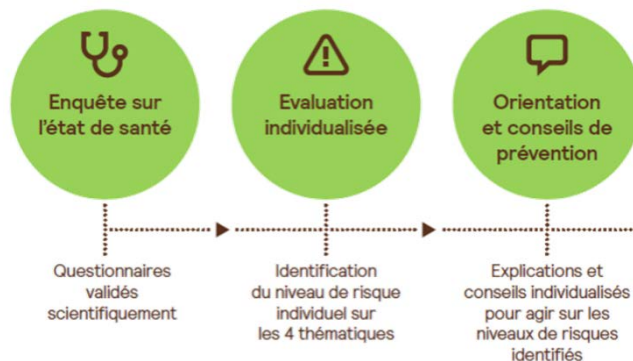 Enquête sur
l'état de santé
Evaluation
individualisée
Orientation
et conseils de
prévention
Questionnaires
validés
scientifiquement
Identification
du niveau de risque
individuel sur
les 4 thématiques
Explications et
conseils individualisés
pour agir sur les
niveaux de risques
identifiés